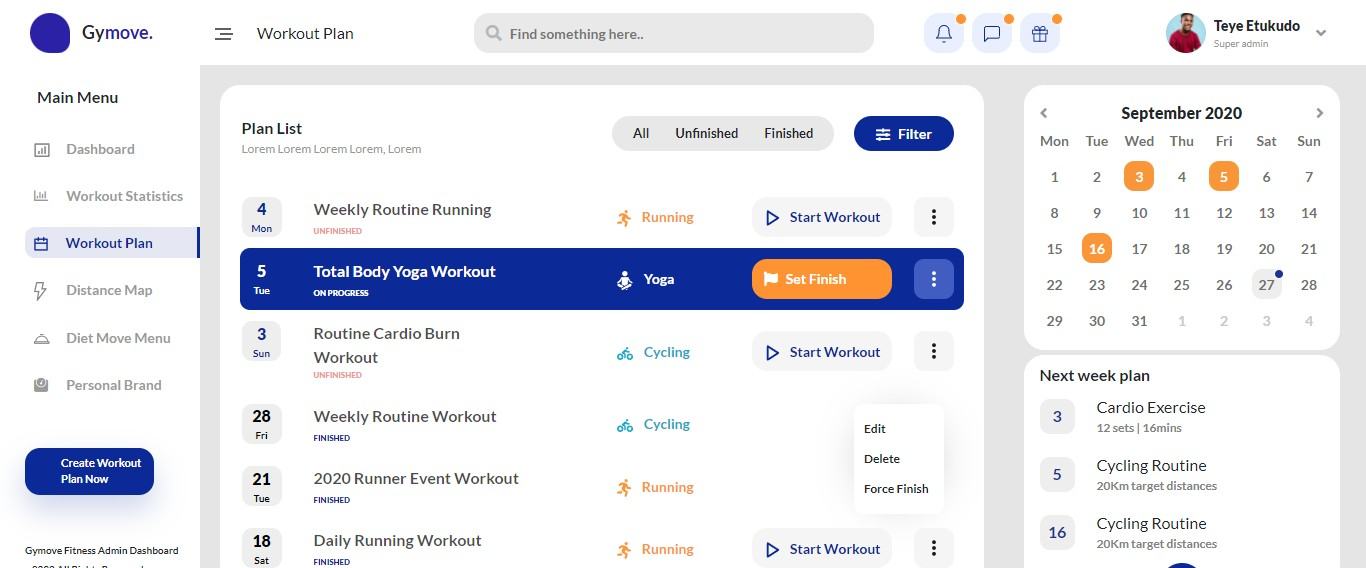 Gymove.
Workout Plan
Find something here..
Teye Etukudo
Super admin
Main Menu
Dashboard
Workout Statistics
Workout Plan
Distance Map
Diet Move Menu
Personal Brand
Create Workout
Plan Now
Gymove Fitness Admin Dashboard
Plan List
Lorem Lorem Lorem Lorem, Lorem
All Unfinished Finished
Filter
4 Weekly Routine Running Running Start Workout
Mon UNFINISHED
5 Total Body Yoga Workout Yoga Set Finish
Tue ON PROGRESS
3 Routine Cardio Burn
Sun Workout Cycling Start Workout
UNFINISHED
28 Weekly Routine Workout Cycling
Fri FINISHED
21 2020 Runner Event Workout Running
Tue FINISHED
18 Daily Running Workout Running Start Workout
Sat FINISHED
Edit
Delete
Force Finish
September 2020
Mon Tue Wed Thu Fri Sat Sun
1 2 3 4 5 6 7
8 9 10 11 12 13 14
15 16 17 18 19 20 21
22 23 24 25 26 27 28
29 30 31 1 2 3 4
Next week plan
3 Cardio Exercise
12 sets | 16mins
5 Cycling Routine
20Km target distances
16 Cycling Routine
20Km target distances